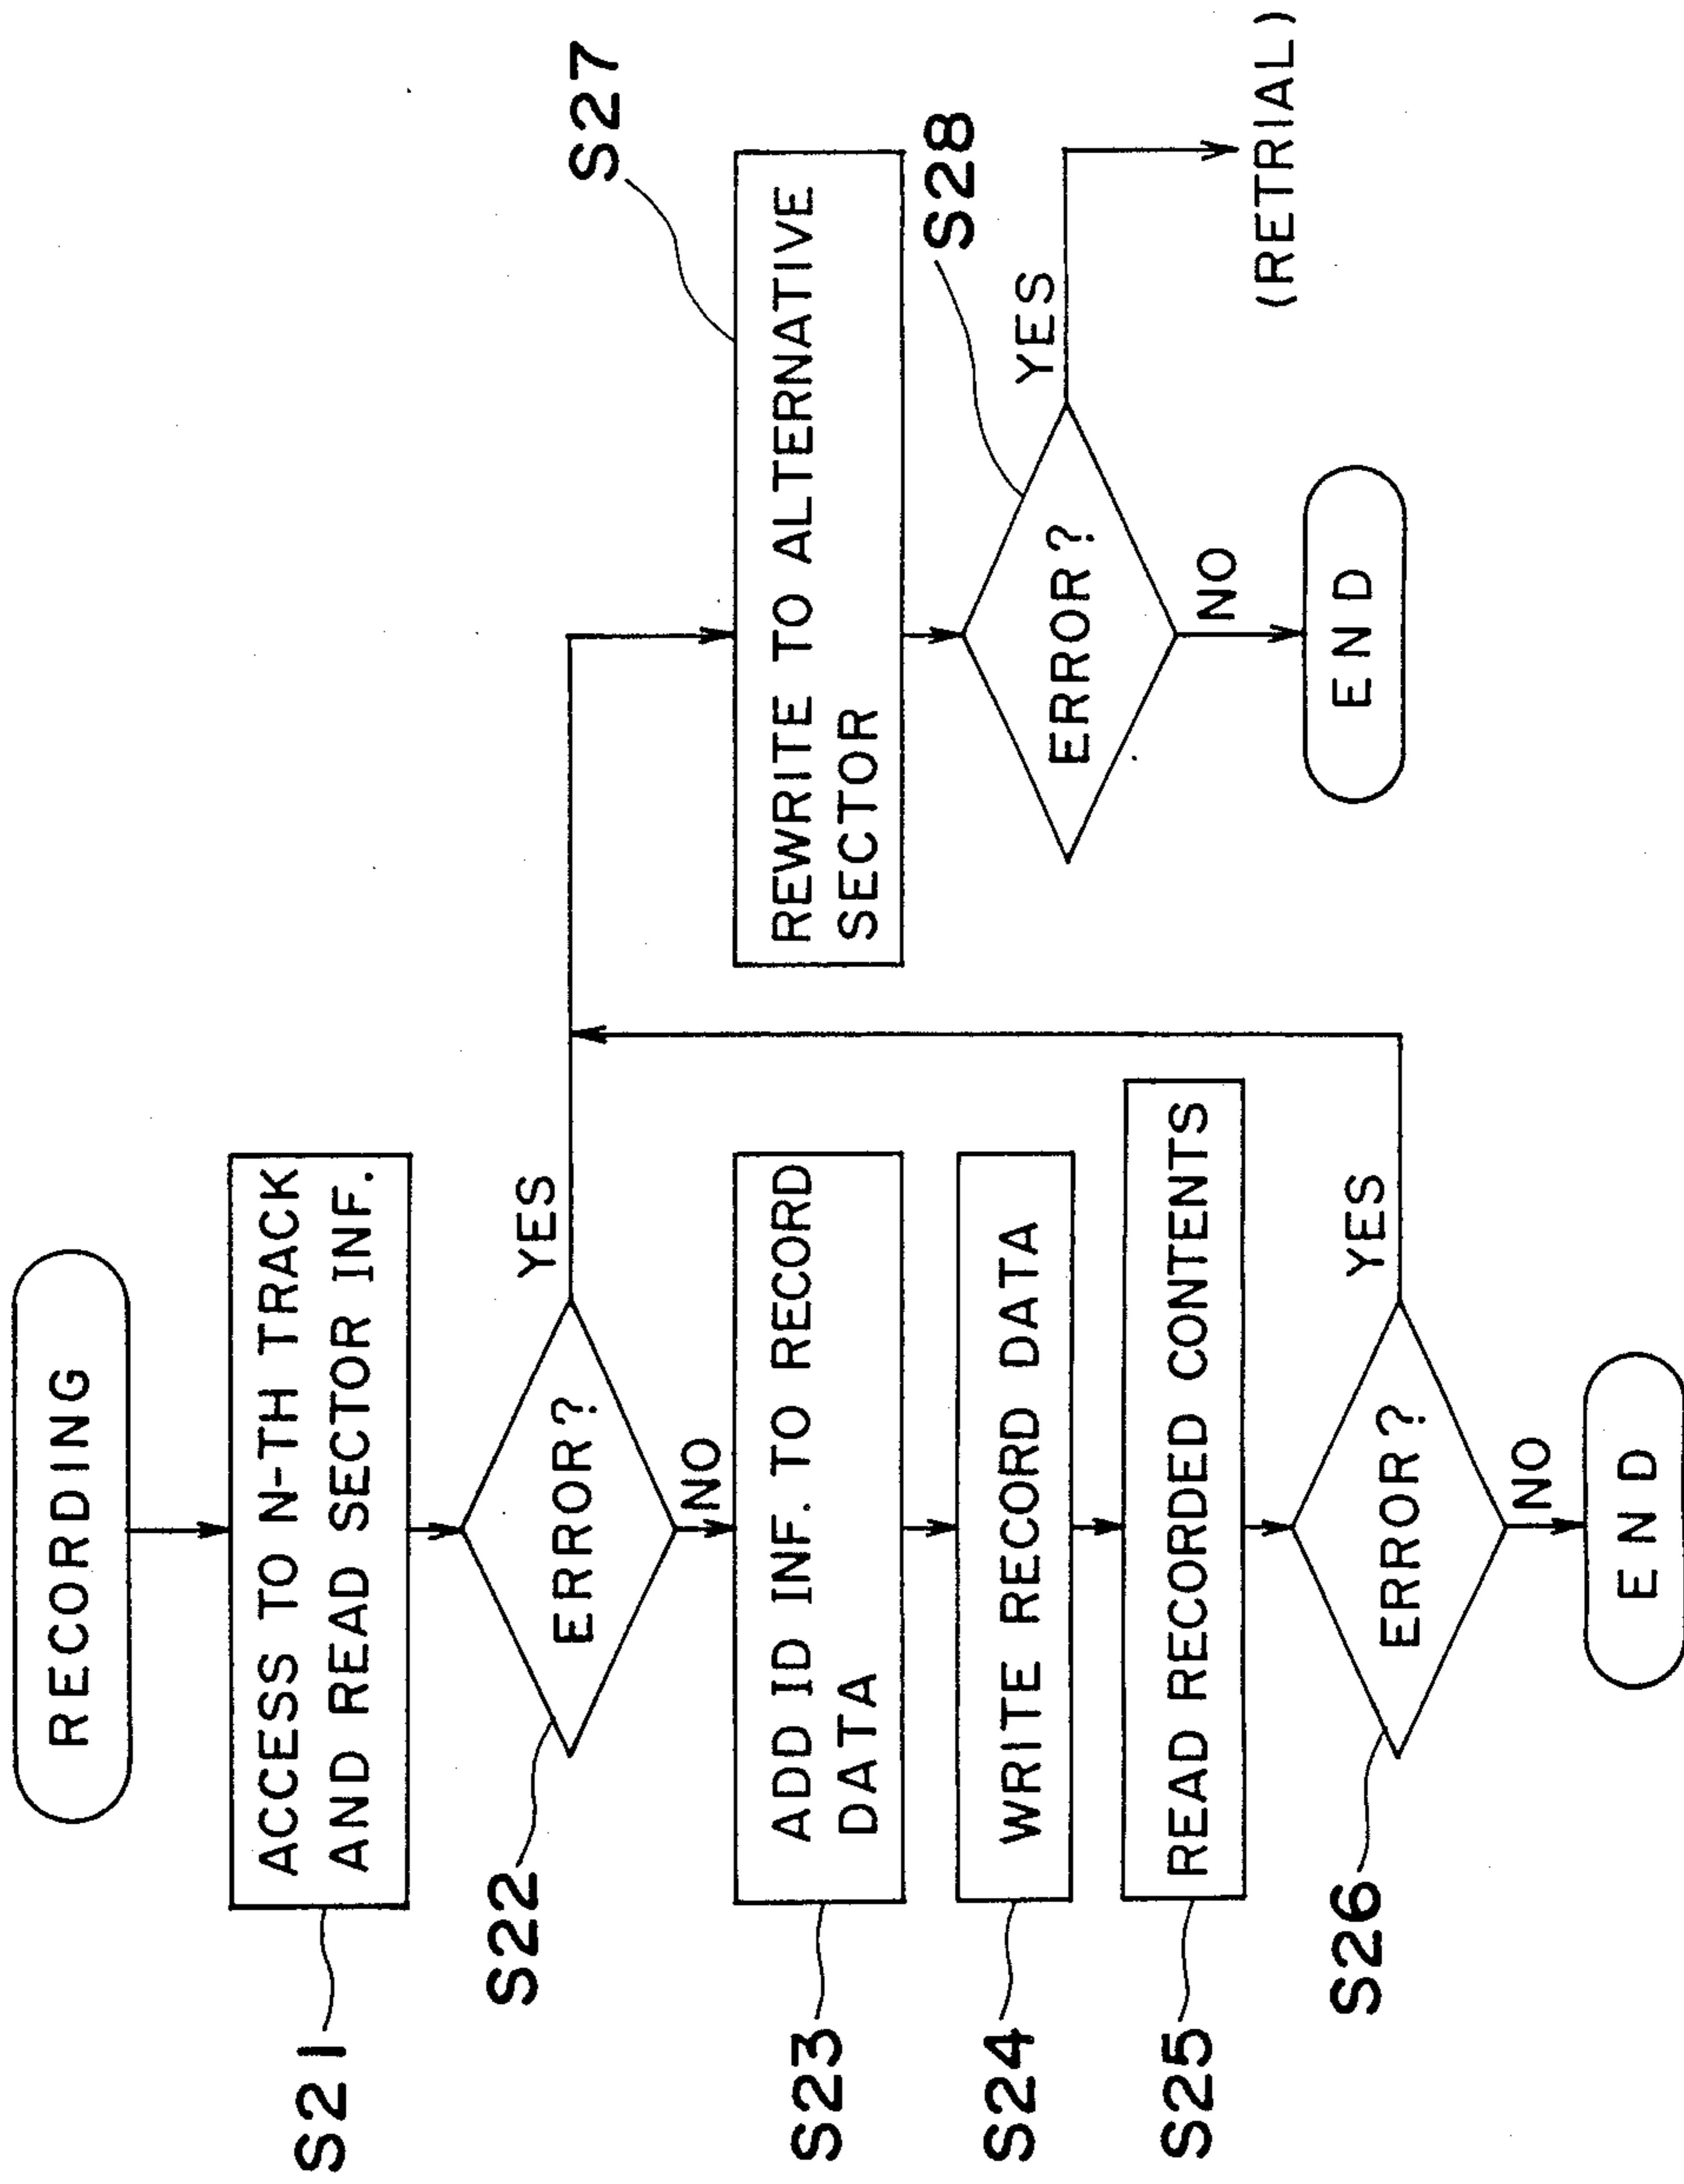 RECORDING
S21
ACCESS TO N-TH TRACK
AND READ SECTOR INF.
S22
ERROR?
YES
NO
S23
ADD ID INF. TO RECORD
DATA
S24
WRITE RECORD DATA
S25
READ RECORDED CONTENTS
S26
ERROR?
YES
NO
END
S27
REWRITE TO ALTERNATIVE
SECTOR
S28
ERROR?
YES
(RETRIAL)
NO
END